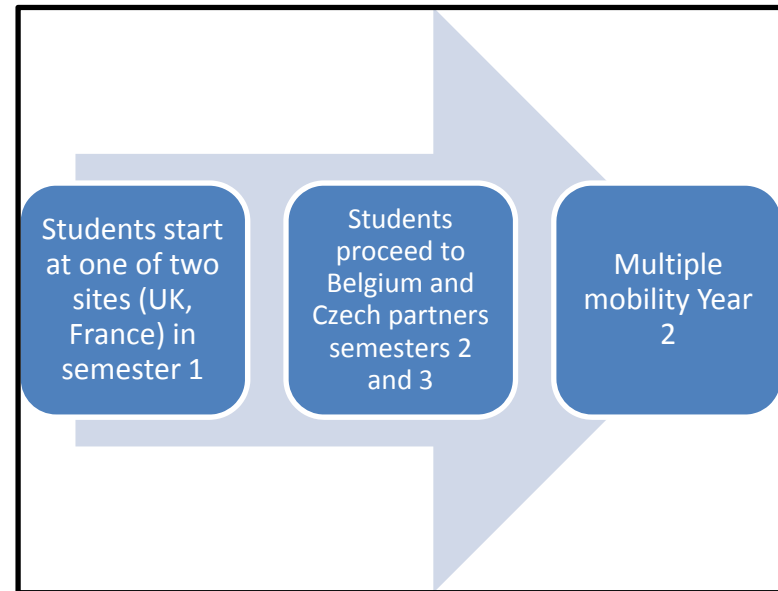 Students start
at one of two
sites (UK,
France) in
semester 1
Students
proceed to
Belgium and
Czech partners
semesters 2
and 3
Multiple
mobility Year
2